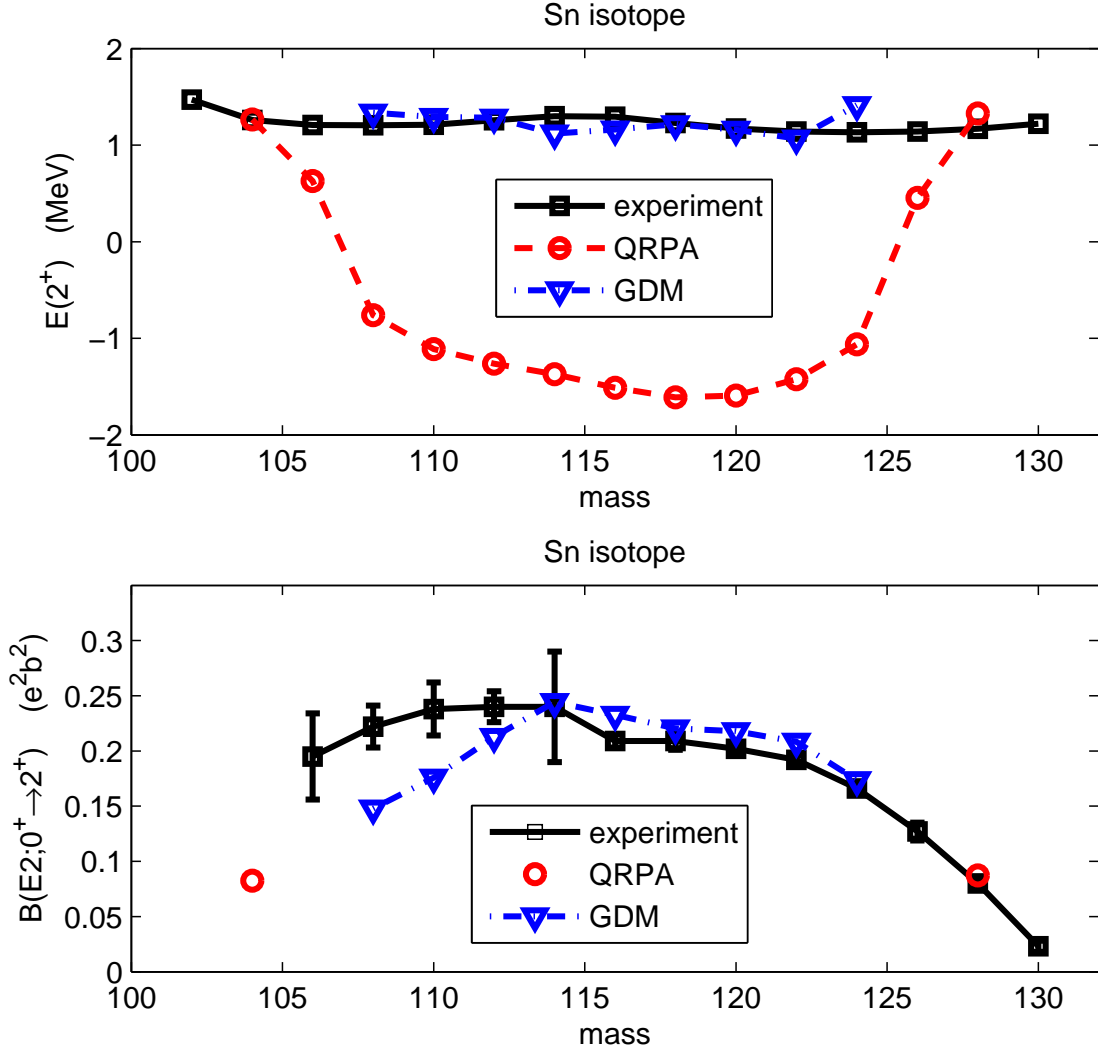 Sn isotope
2
1
0
−1
−2
E(2⁺) (MeV)
experiment
QRPA
GDM
100 105 110 115 120 125 130
mass
Sn isotope
0.3
0.25
0.2
0.15
0.1
0.05
0
B(E2;0⁺→2⁺) (e²b²)
experiment
QRPA
GDM
100 105 110 115 120 125 130
mass